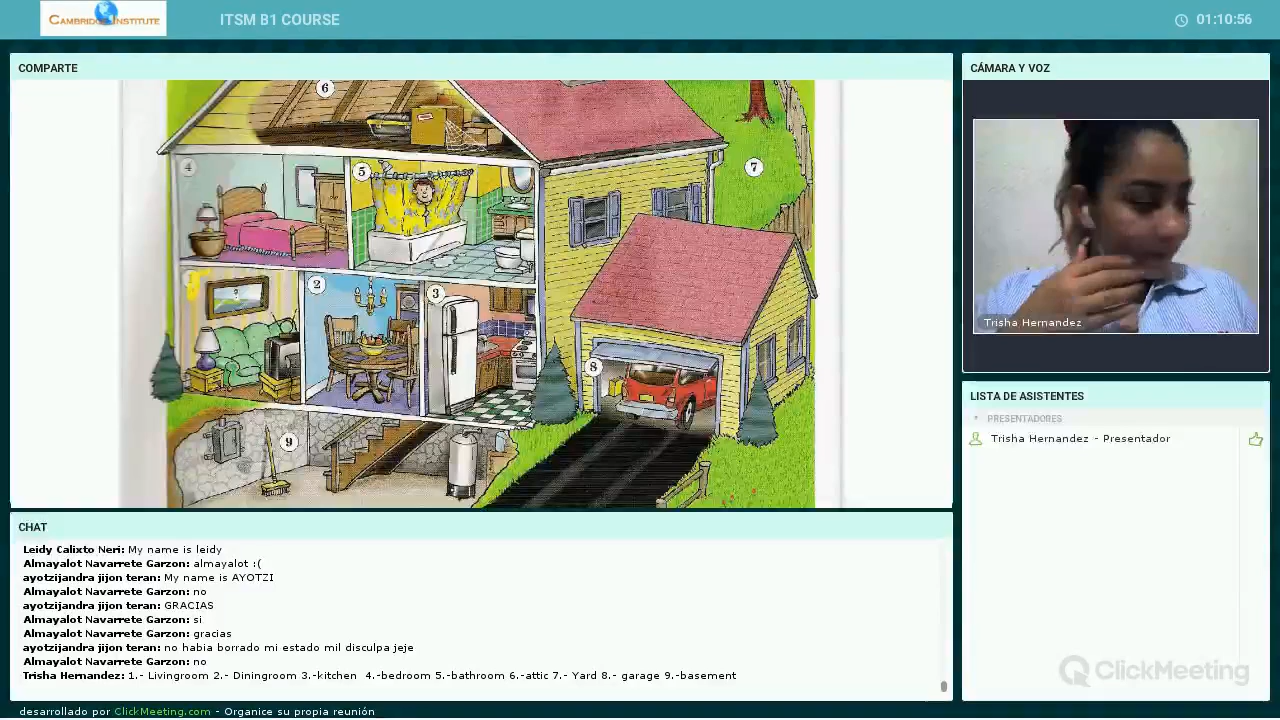 CAMBRIDGE INSTITUTE
ITSM B1 COURSE
01:10:56
COMPARTE
6
4
5
7
1
2
3
8
9
CÁMARA Y VOZ
Trisha Hernandez
LISTA DE ASISTENTES
PRESENTADORES
Trisha Hernandez - Presentador
CHAT
Leidy Calixto Neri: My name is leidy
Almayalot Navarrete Garzon: almayalot :(
ayotzijandra jijon teran: My name is AYOTZI
Almayalot Navarrete Garzon: no
ayotzijandra jijon teran: GRACIAS
Almayalot Navarrete Garzon: si
Almayalot Navarrete Garzon: gracias
ayotzijandra jijon teran: no habia borrado mi estado mil disculpa jeje
Almayalot Navarrete Garzon: no
Trisha Hernandez: 1.- Livingroom 2.- Diningroom 3.-kitchen 4.-bedroom 5.-bathroom 6.-attic 7.- Yard 8.- garage 9.-basement
ClickMeeting
desarrollado por ClickMeeting.com - Organice su propia reunión